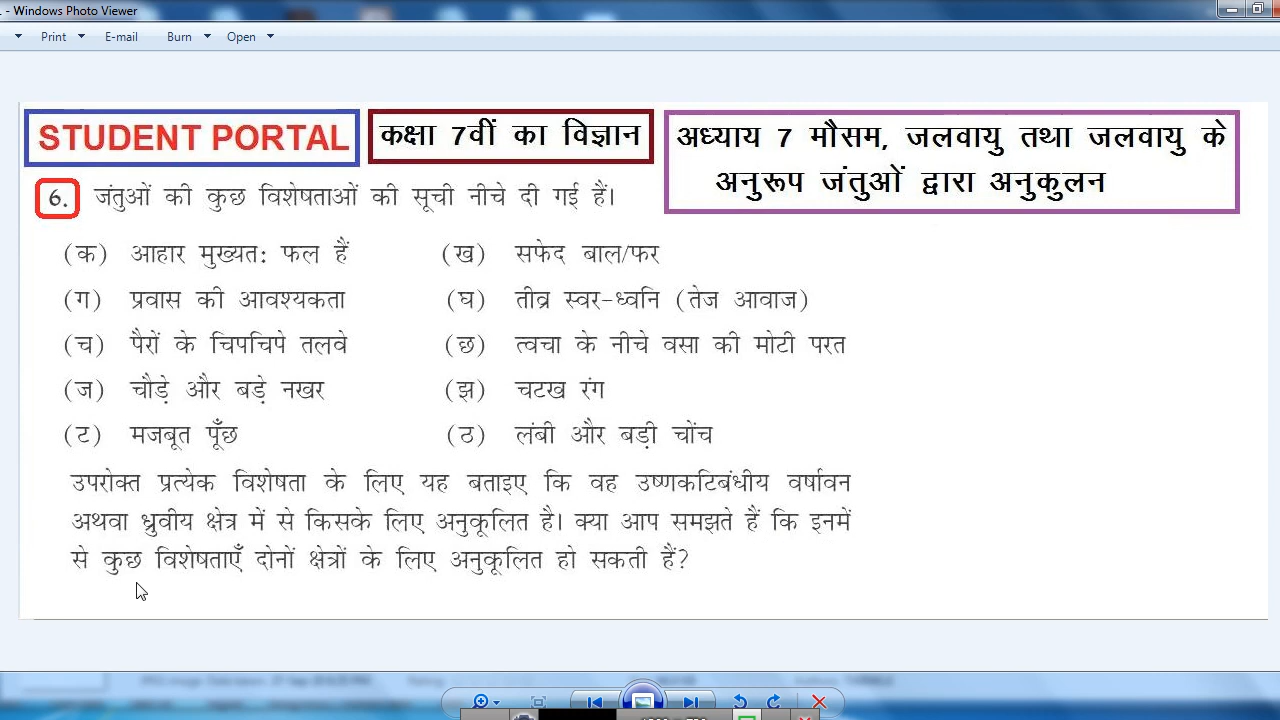 - Windows Photo Viewer
Print E-mail Burn Open
STUDENT PORTAL
कक्षा 7वीं का विज्ञान
अध्याय 7 मौसम, जलवायु तथा जलवायु के
अनुरूप जंतुओं द्वारा अनुकुलन
6. जंतुओं की कुछ विशेषताओं की सूची नीचे दी गई हैं।
(क) आहार मुख्यतः फल हैं (ख) सफेद बाल/फर
(ग) प्रवास की आवश्यकता (घ) तीव्र स्वर-ध्वनि (तेज आवाज)
(च) पैरों के चिपचिपे तलवे (छ) त्वचा के नीचे वसा की मोटी परत
(ज) चौड़े और बड़े नखर (झ) चटख रंग
(ट) मजबूत पूँछ (ठ) लंबी और बड़ी चोंच
उपरोक्त प्रत्येक विशेषता के लिए यह बताइए कि वह उष्णकटिबंधीय वर्षावन
अथवा ध्रुवीय क्षेत्र में से किसके लिए अनुकूलित है। क्या आप समझते हैं कि इनमें
से कुछ विशेषताएँ दोनों क्षेत्रों के लिए अनुकूलित हो सकती हैं?